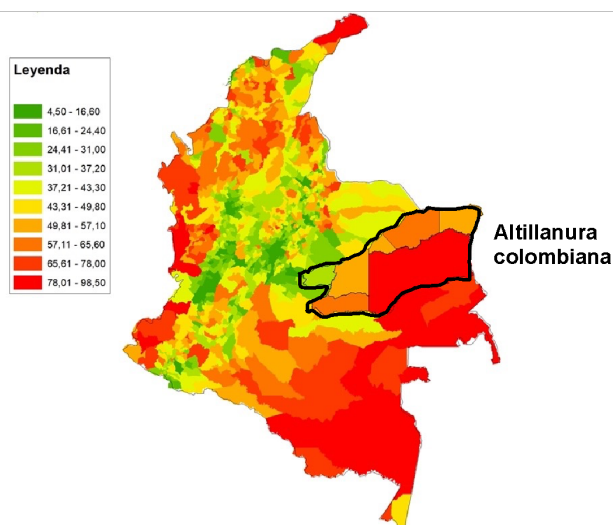 Leyenda
4,50 - 16,60
16,61 - 24,40
24,41 - 31,00
31,01 - 37,20
37,21 - 43,30
43,31 - 49,80
49,81 - 57,10
57,11 - 65,60
65,61 - 78,00
78,01 - 98,50
Altillanura
colombiana